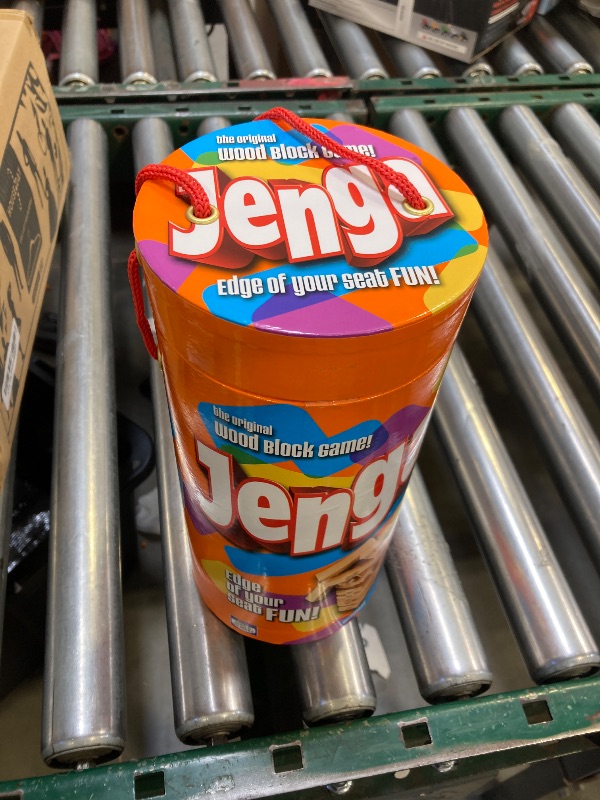 the original
wood Block Game!
Jenga
Edge of your seat FUN!
the original
wood Block Game!
Jenga
Edge
of your
seat FUN!